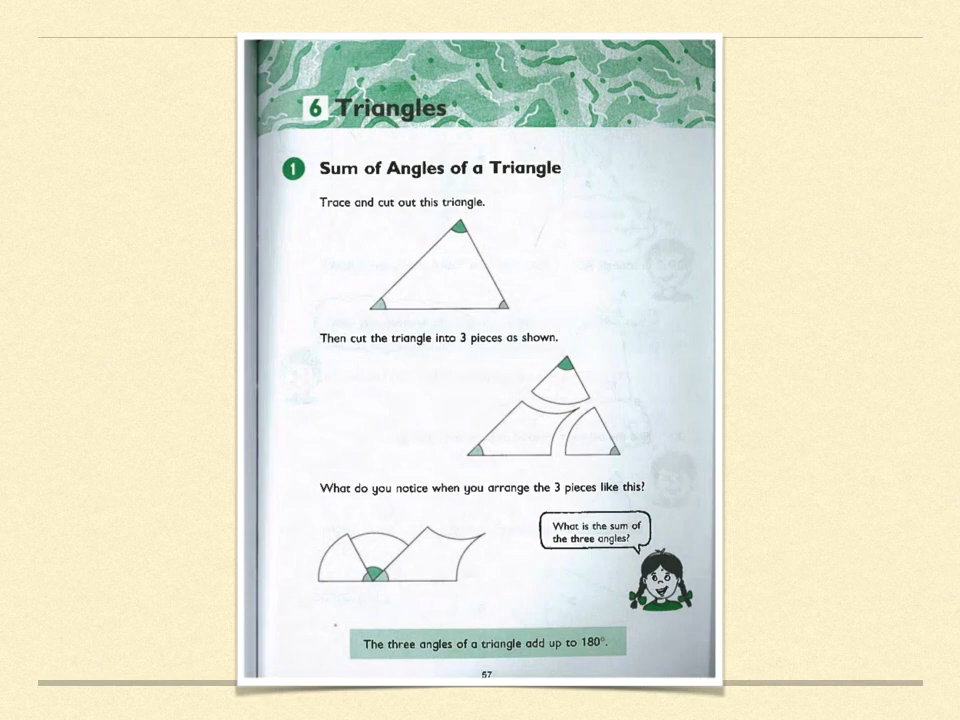 6 Triangles
1 Sum of Angles of a Triangle
Trace and cut out this triangle.
Then cut the triangle into 3 pieces as shown.
What do you notice when you arrange the 3 pieces like this?
What is the sum of
the three angles?
The three angles of a triangle add up to 180°.
57